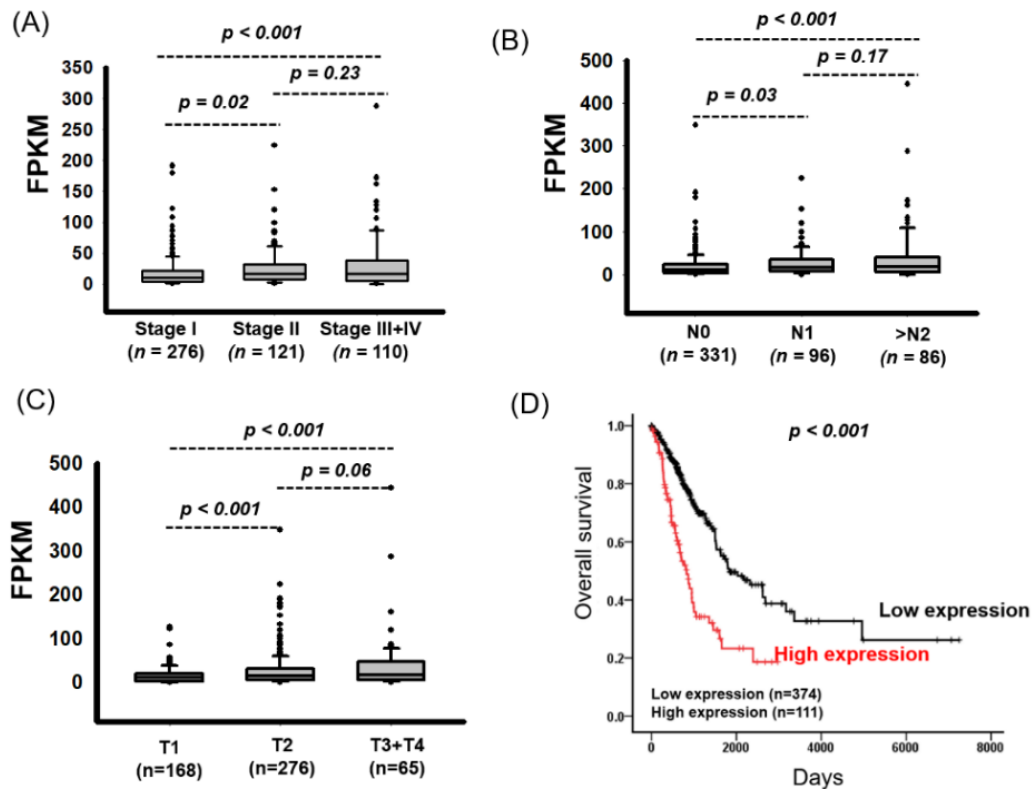 (A)
p < 0.001
p = 0.23
p = 0.02
FPKM
350
300
250
200
150
100
50
0
Stage I
Stage II
Stage III+IV
(n = 276)
(n = 121)
(n = 110)
(B)
p < 0.001
p = 0.17
p = 0.03
FPKM
500
400
300
200
100
0
N0
N1
>N2
(n = 331)
(n = 96)
(n = 86)
(C)
p < 0.001
p = 0.06
p < 0.001
FPKM
500
400
300
200
100
0
T1
T2
T3+T4
(n=168)
(n=276)
(n=65)
(D)
p < 0.001
Overall survival
1.0
0.8
0.6
0.4
0.2
0.0
Low expression
High expression
Low expression (n=374)
High expression (n=111)
0
2000
4000
6000
8000
Days